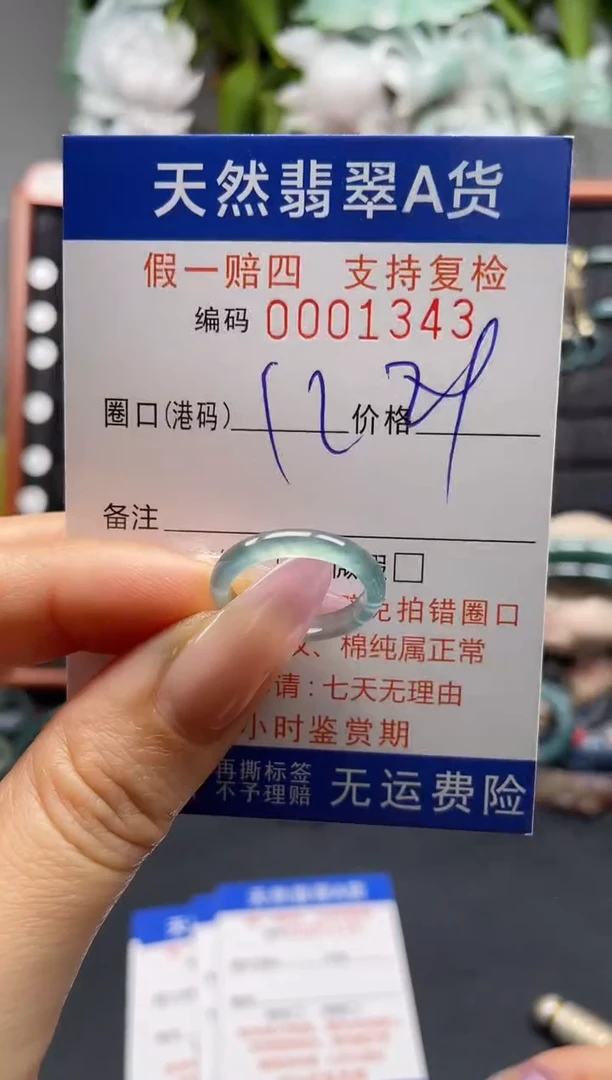 天然翡翠A货
假一赔四 支持复检
编码 0001343
圈口(港码) 12 价格
备注
免拍错圈口
、棉纯属正常
请:七天无理由
小时鉴赏期
再撕标签
不予理赔
无运费险